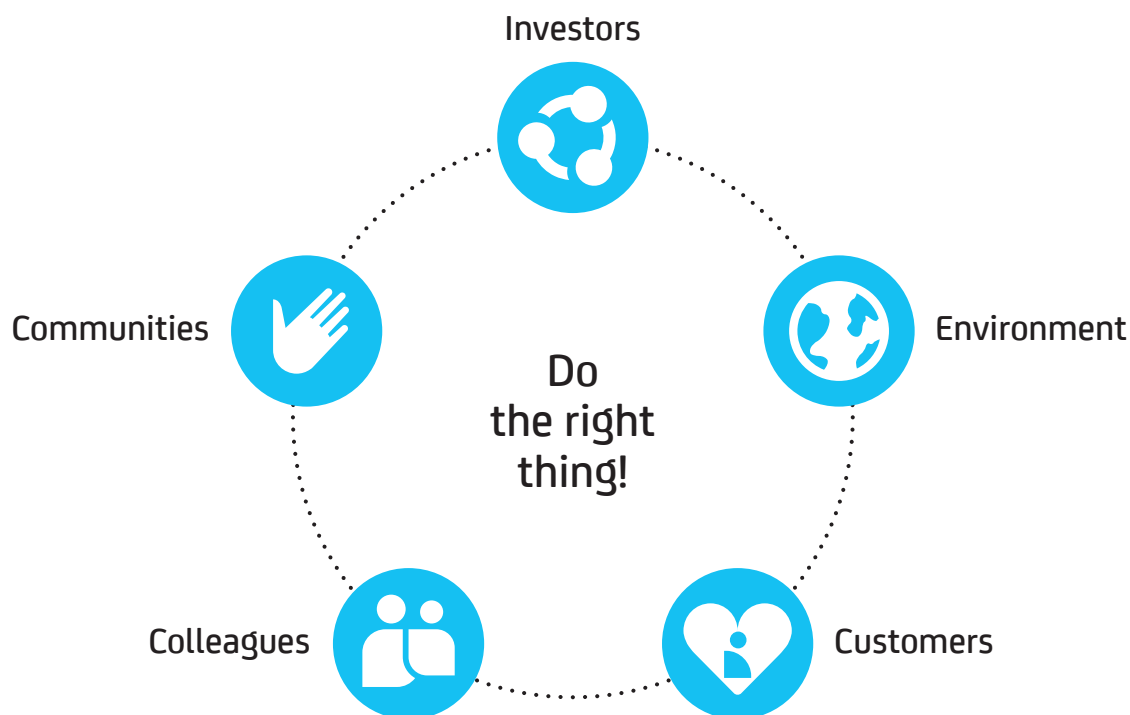 Investors
Communities
Environment
Do
the right
thing!
Colleagues
Customers